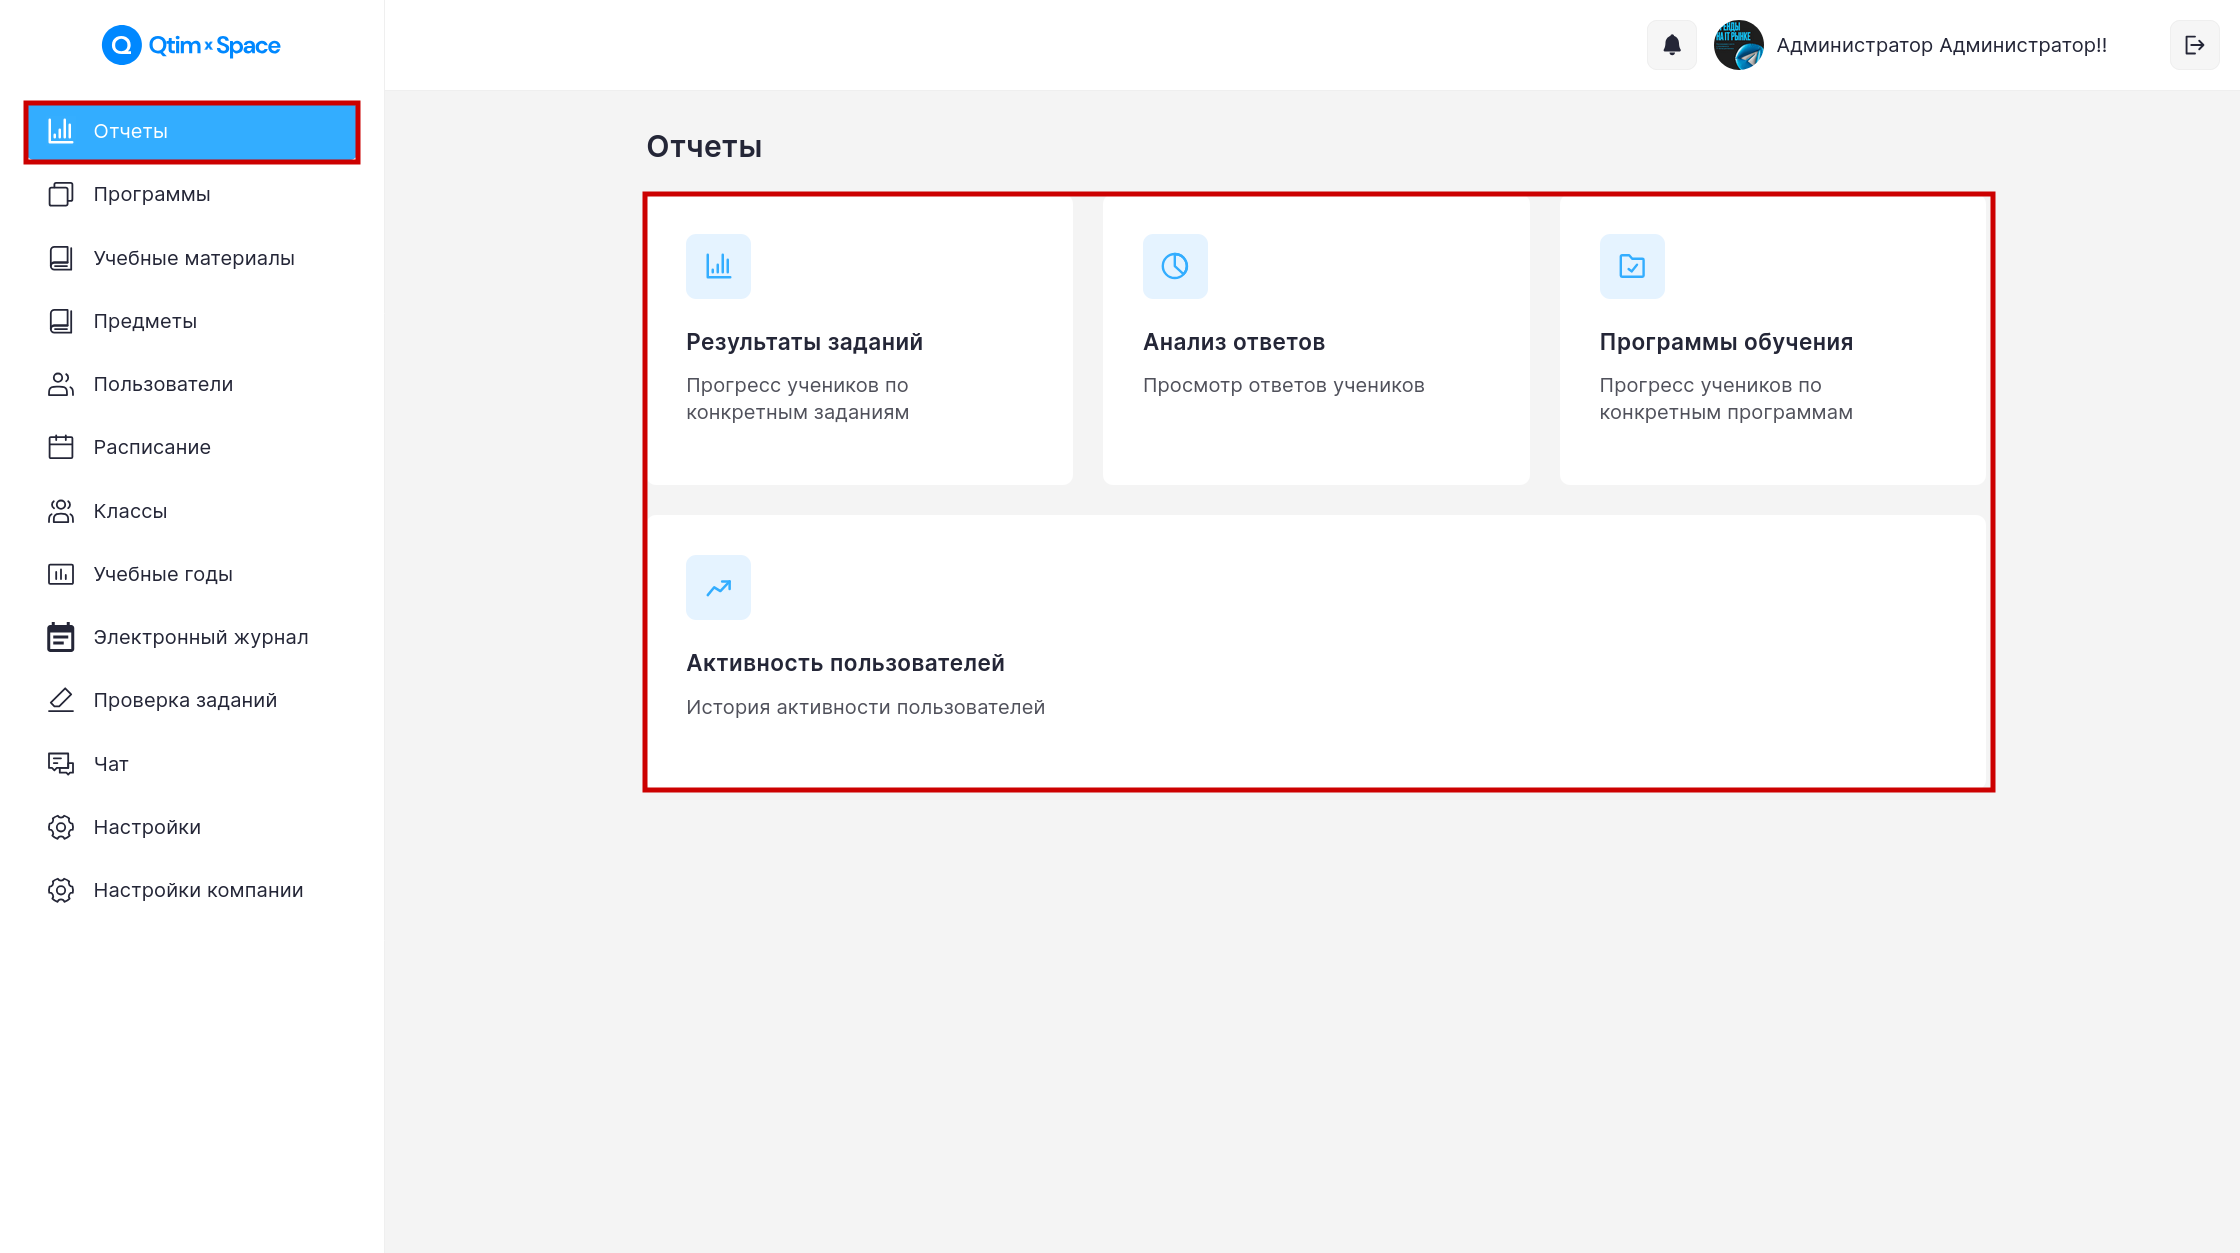 Qtim x Space
Администратор Администратор!!
Отчеты
Программы
Учебные материалы
Предметы
Пользователи
Расписание
Классы
Учебные годы
Электронный журнал
Проверка заданий
Чат
Настройки
Настройки компании
Отчеты
Результаты заданий
Прогресс учеников по
конкретным заданиям
Анализ ответов
Просмотр ответов учеников
Программы обучения
Прогресс учеников по
конкретным программам
Активность пользователей
История активности пользователей